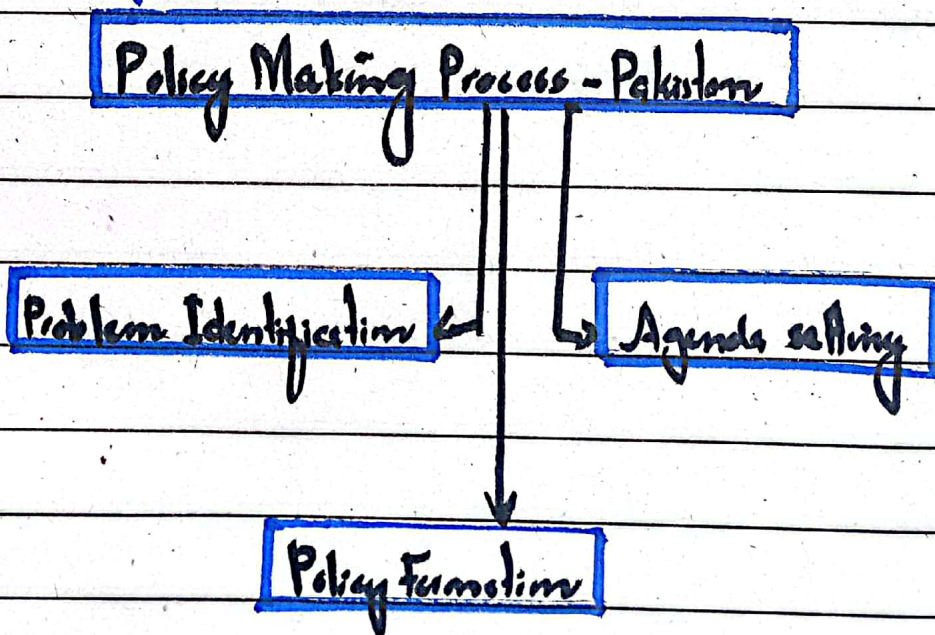 Policy Making Process - Pakistan
Problem Identification
Agenda setting
Policy Formation